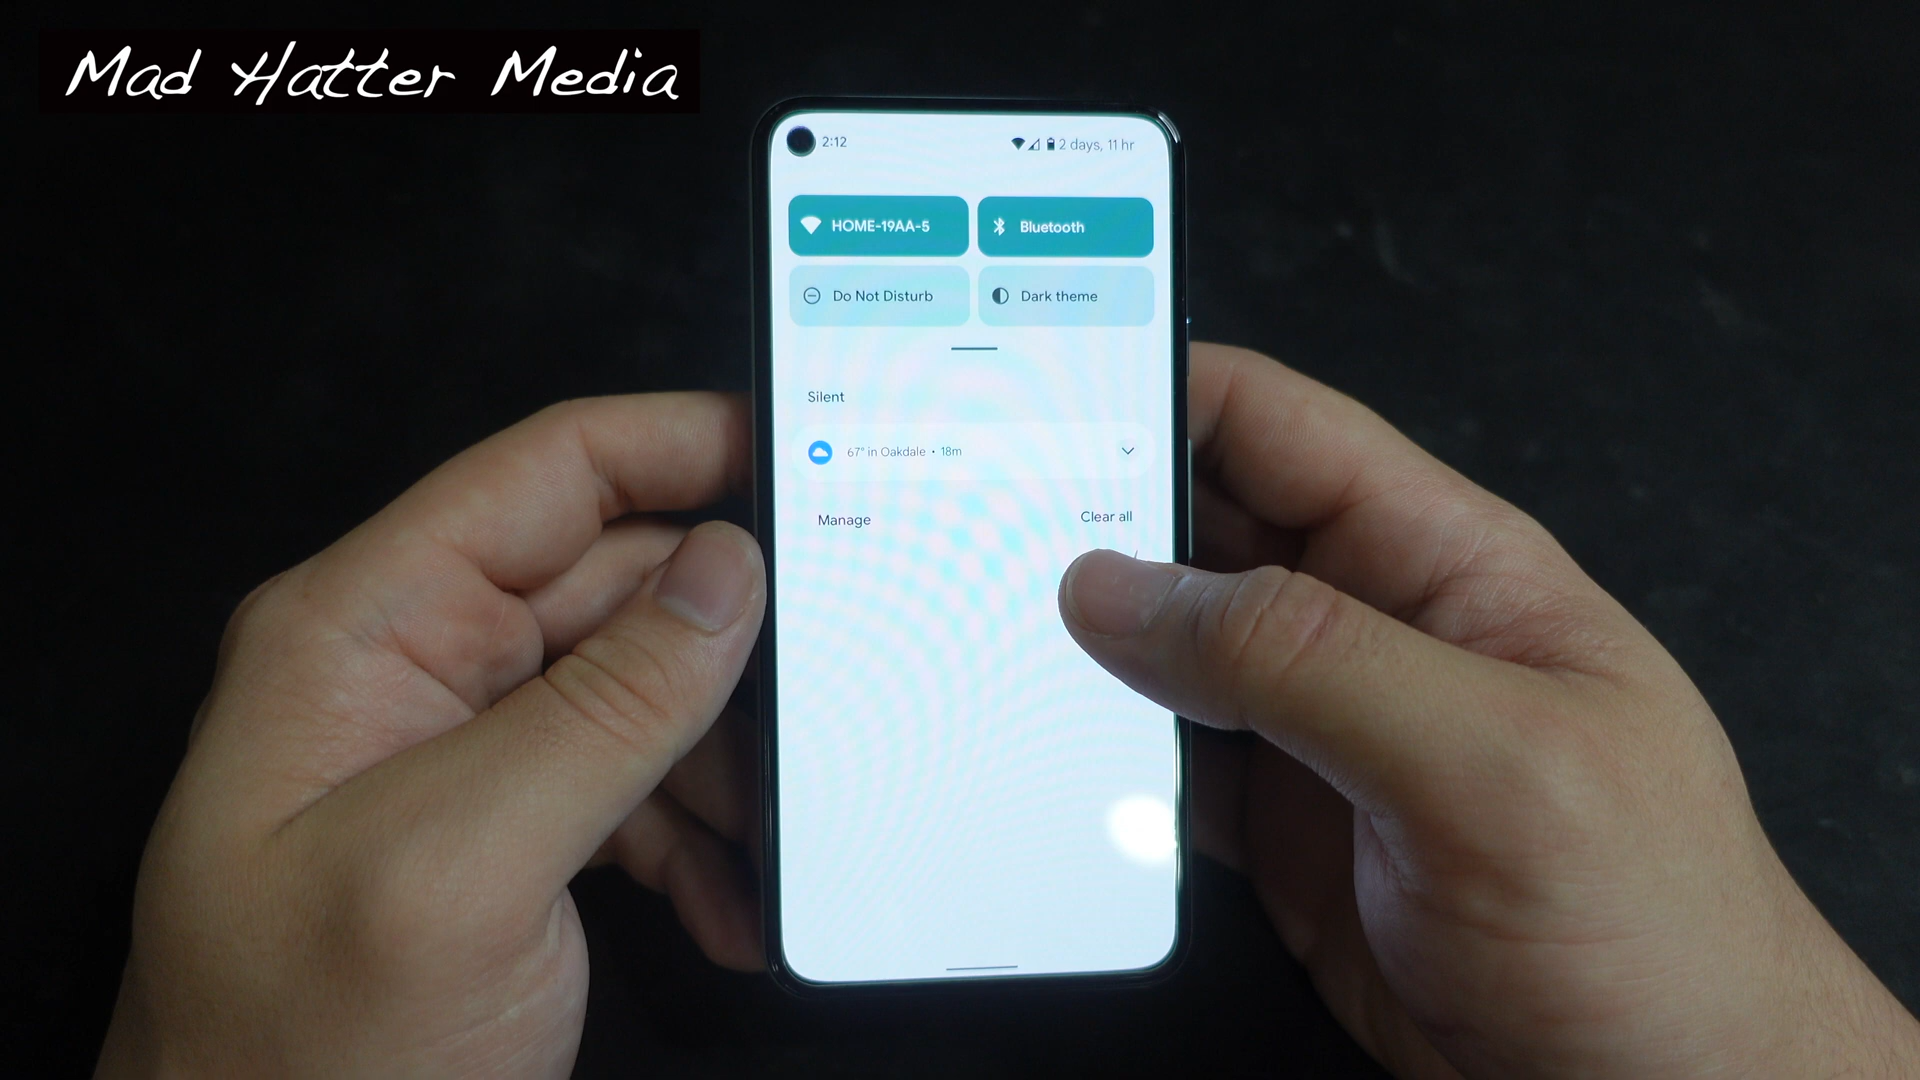 Mad Hatter Media
2:12
2 days, 11 hr
HOME-19AA-5
Bluetooth
Do Not Disturb
Dark theme
Silent
67° in Oakdale • 18m
Manage
Clear all